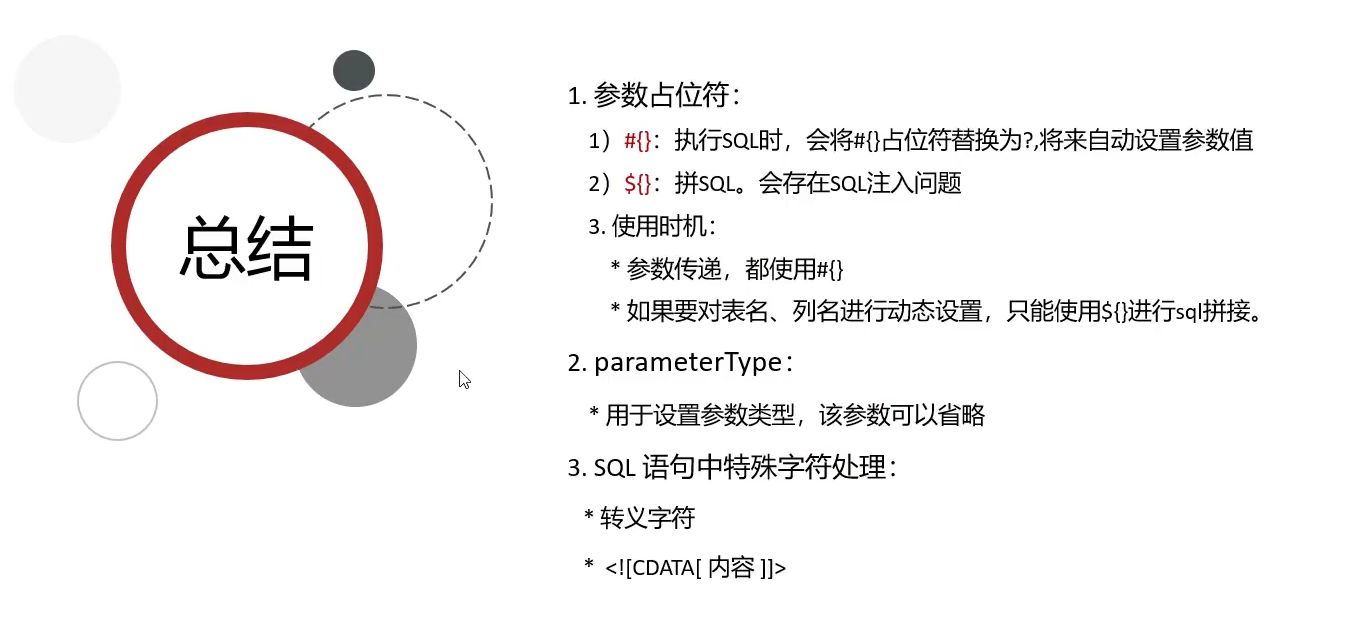 总结
1. 参数占位符：
1）#{}：执行SQL时，会将#{}占位符替换为?,将来自动设置参数值
2）${}：拼SQL。会存在SQL注入问题
3. 使用时机：
* 参数传递，都使用#{}
* 如果要对表名、列名进行动态设置，只能使用${}进行sql拼接。
2. parameterType：
* 用于设置参数类型，该参数可以省略
3. SQL 语句中特殊字符处理：
* 转义字符
* <![CDATA[ 内容 ]]>